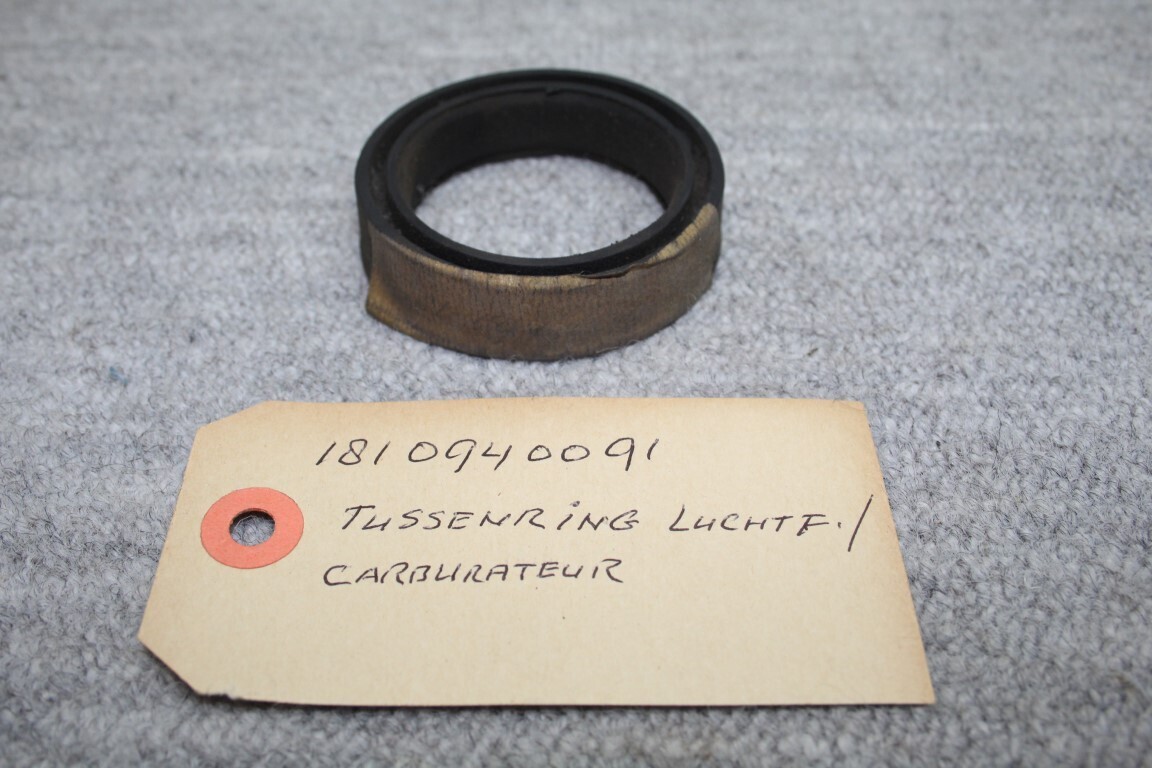 1810940091
TUSSENRING LUCHTF./
CARBURATEUR